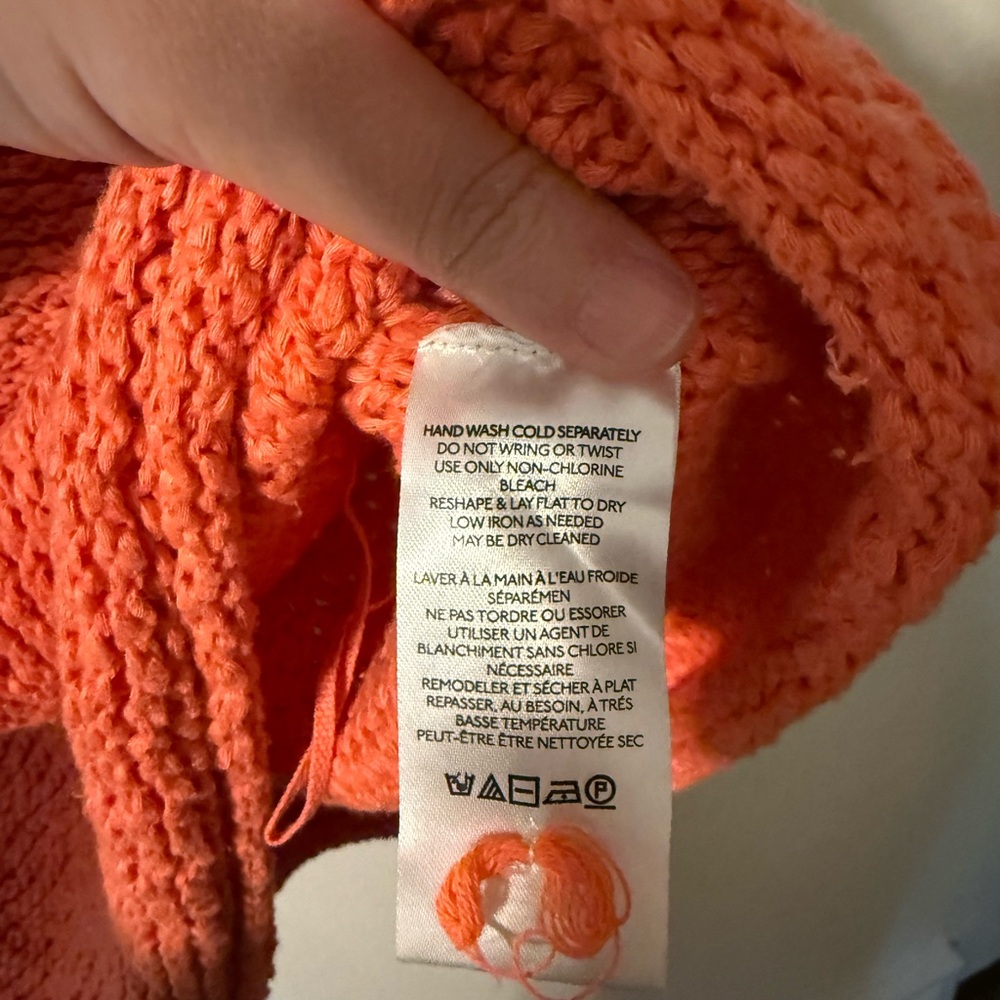 HAND WASH COLD SEPARATELY
DO NOT WRING OR TWIST
USE ONLY NON-CHLORINE
BLEACH
RESHAPE & LAY FLAT TO DRY
LOW IRON AS NEEDED
MAY BE DRY CLEANED
LAVER À LA MAIN À L'EAU FROIDE
SÉPARÉMEN
NE PAS TORDRE OU ESSORER
UTILISER UN AGENT DE
BLANCHIMENT SANS CHLORE SI
NÉCESSAIRE
REMODELER ET SÉCHER À PLAT
REPASSER, AU BESOIN, À TRÉS
BASSE TEMPÉRATURE
PEUT-ÊTRE ÊTRE NETTOYÉE SEC
P